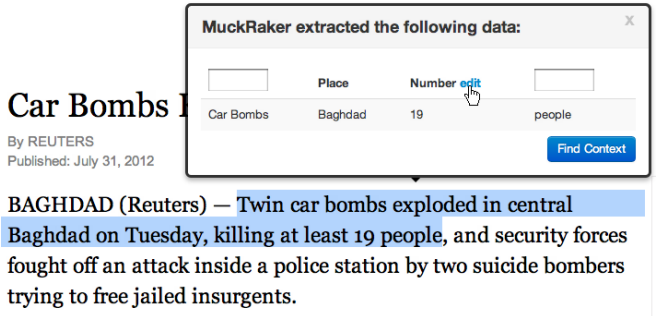 MuckRaker extracted the following data:
x
Place Number edit
Car Bombs Baghdad 19 people
Find Context
Car Bombs
By REUTERS
Published: July 31, 2012
BAGHDAD (Reuters) — Twin car bombs exploded in central
Baghdad on Tuesday, killing at least 19 people, and security forces
fought off an attack inside a police station by two suicide bombers
trying to free jailed insurgents.